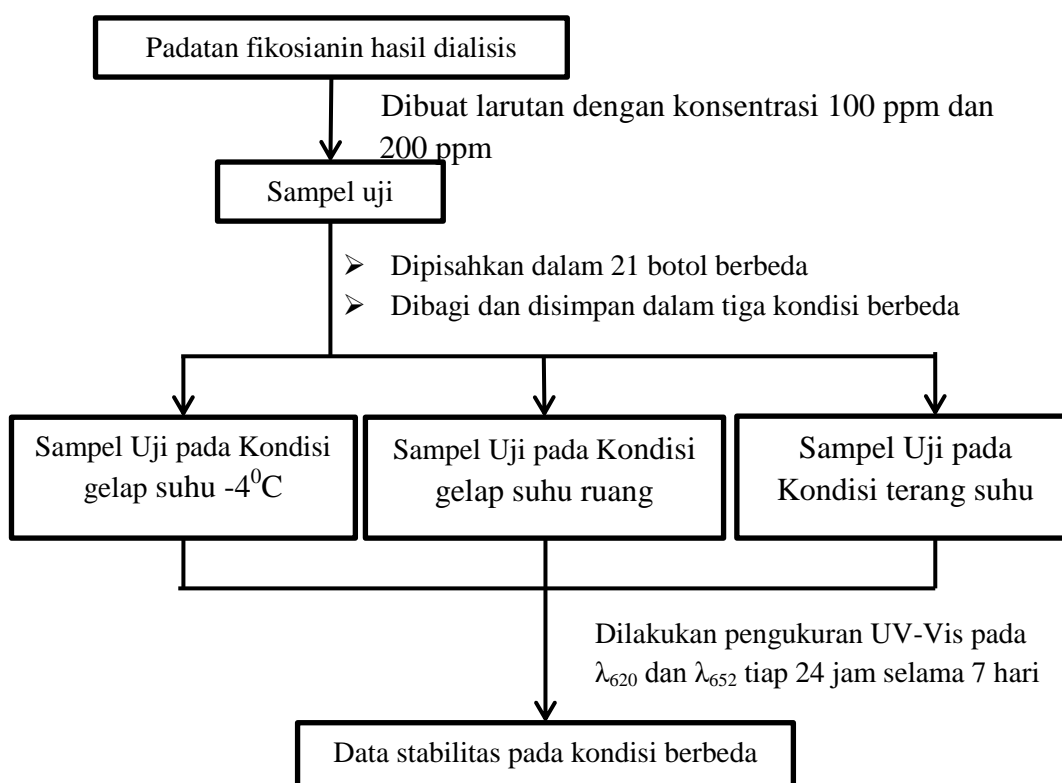 Padatan fikosianin hasil dialisis
Dibuat larutan dengan konsentrasi 100 ppm dan
200 ppm
Sampel uji
➢ Dipisahkan dalam 21 botol berbeda
➢ Dibagi dan disimpan dalam tiga kondisi berbeda
Sampel Uji pada Kondisi
gelap suhu -4⁰C
Sampel Uji pada Kondisi
gelap suhu ruang
Sampel Uji pada
Kondisi terang suhu
Dilakukan pengukuran UV-Vis pada
λ₆₂₀ dan λ₆₅₂ tiap 24 jam selama 7 hari
Data stabilitas pada kondisi berbeda